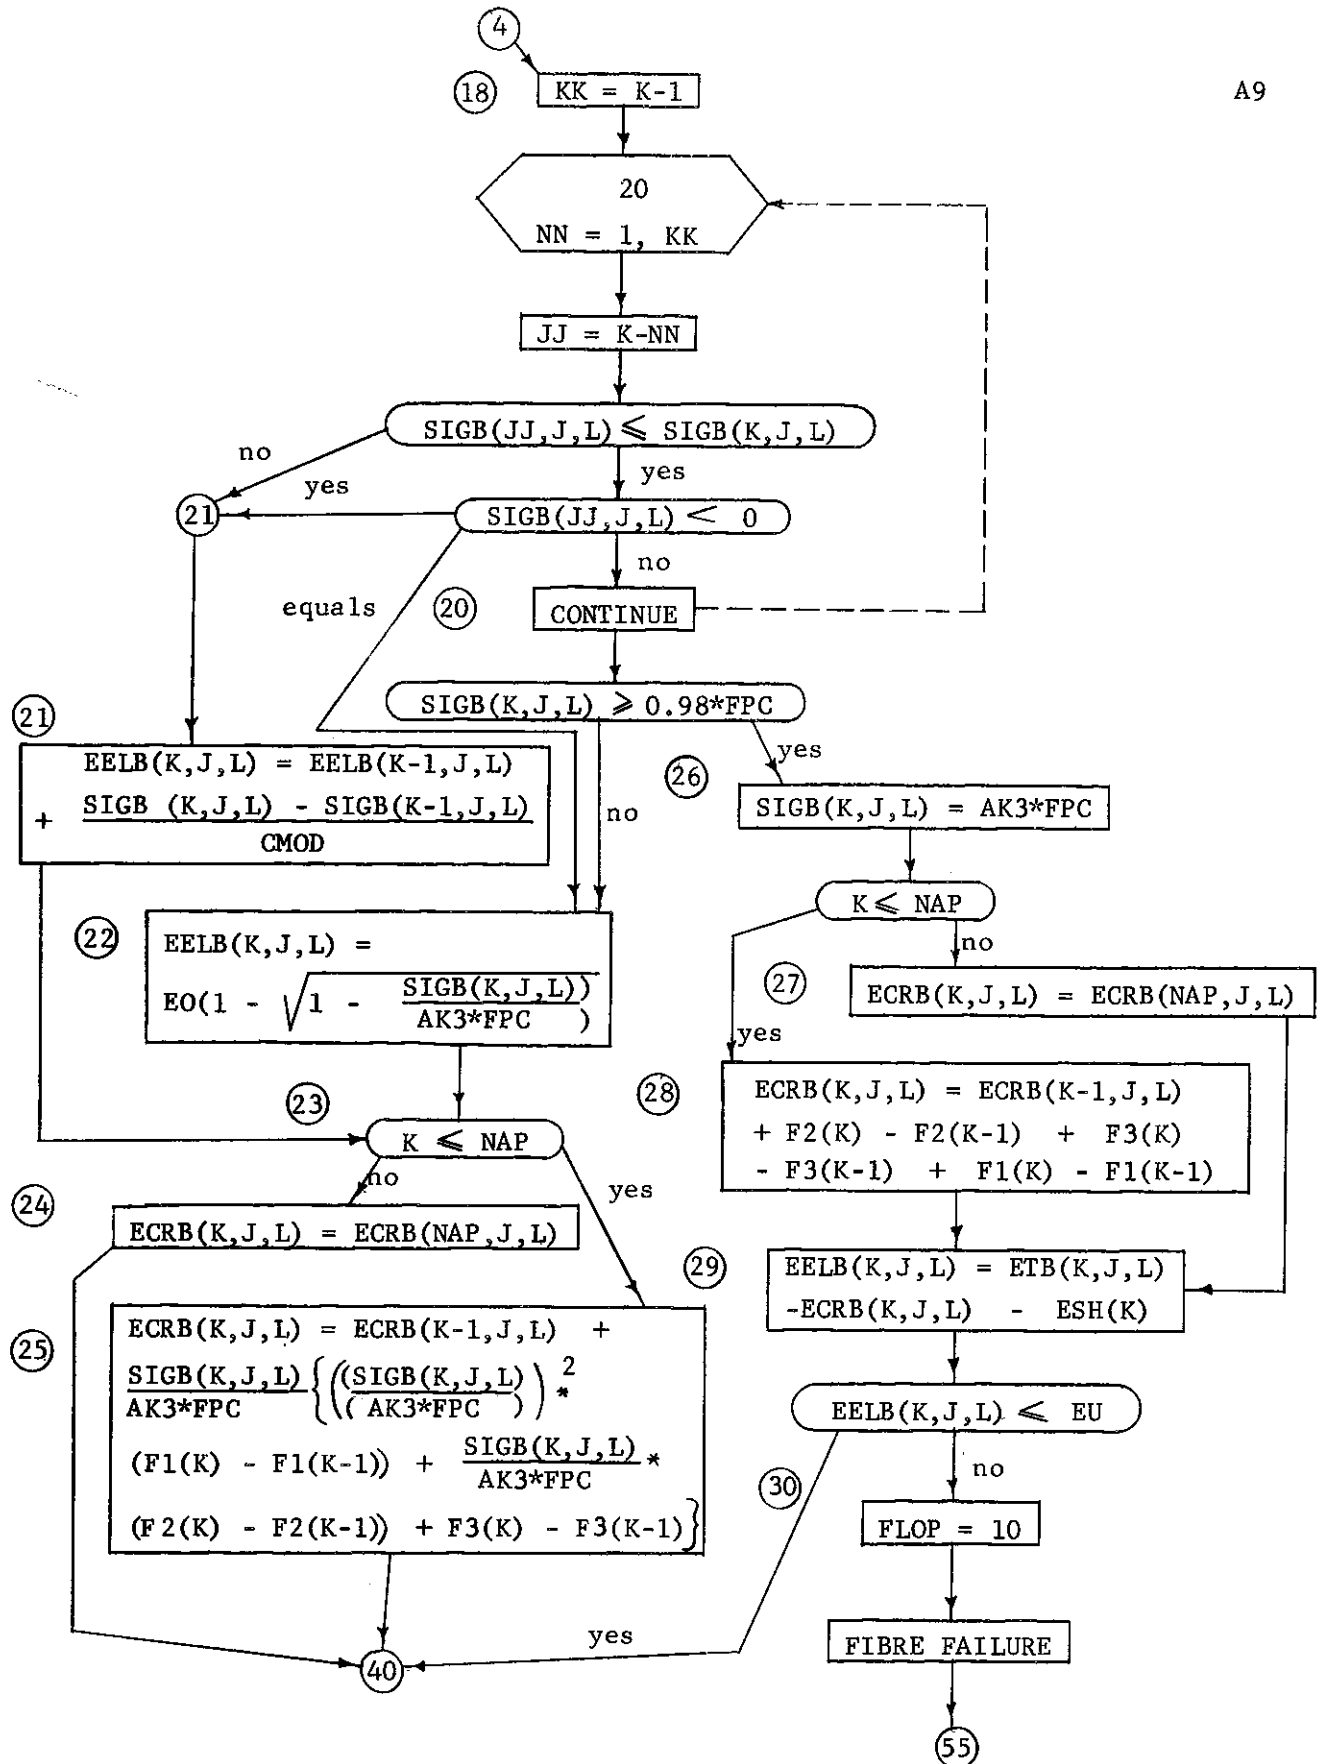 4
18
KK = K-1
A9
20
NN = 1, KK
JJ = K-NN
SIGB(JJ,J,L) ⩽ SIGB(K,J,L)
no
yes
yes
21
SIGB(JJ,J,L) < 0
no
equals
20
CONTINUE
SIGB(K,J,L) ⩾ 0.98*FPC
21
EELB(K,J,L) = EELB(K-1,J,L)
+ SIGB (K,J,L) - SIGB(K-1,J,L)
CMOD
no
yes
26
SIGB(K,J,L) = AK3*FPC
K ⩽ NAP
no
yes
22
EELB(K,J,L) =
EO(1 - √1 - SIGB(K,J,L))
AK3*FPC )
27
ECRB(K,J,L) = ECRB(NAP,J,L)
28
ECRB(K,J,L) = ECRB(K-1,J,L)
+ F2(K) - F2(K-1) + F3(K)
- F3(K-1) + F1(K) - F1(K-1)
23
K ⩽ NAP
no
yes
24
ECRB(K,J,L) = ECRB(NAP,J,L)
29
EELB(K,J,L) = ETB(K,J,L)
-ECRB(K,J,L) - ESH(K)
25
ECRB(K,J,L) = ECRB(K-1,J,L) +
SIGB(K,J,L) {((SIGB(K,J,L))2 *
AK3*FPC ( AK3*FPC )
(F1(K) - F1(K-1)) + SIGB(K,J,L) *
AK3*FPC
(F2(K) - F2(K-1)) + F3(K) - F3(K-1)}
EELB(K,J,L) ⩽ EU
30
no
FLOP = 10
yes
FIBRE FAILURE
40
55